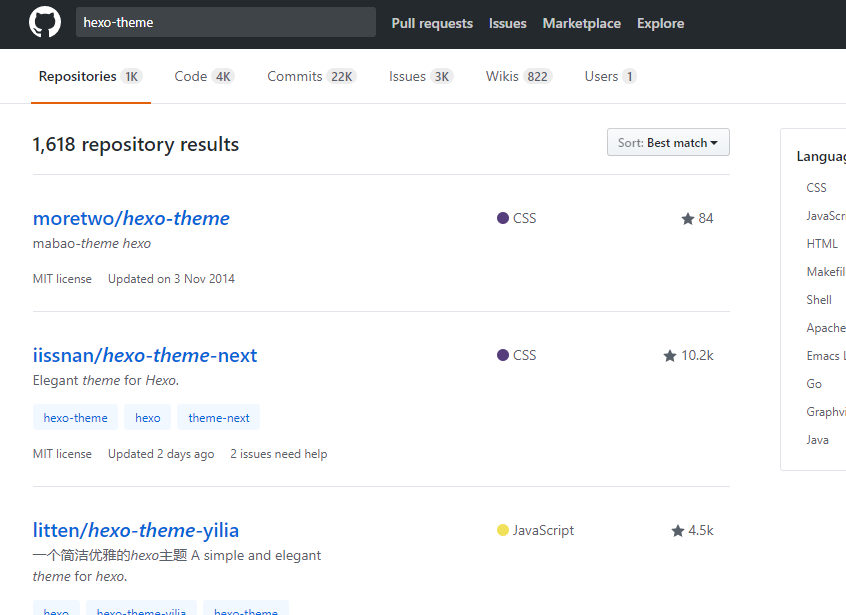 hexo-theme Pull requests Issues Marketplace Explore
Repositories 1K Code 4K Commits 22K Issues 3K Wikis 822 Users 1
1,618 repository results
Sort: Best match
moretwo/hexo-theme
CSS
84
mabao-theme hexo
MIT license Updated on 3 Nov 2014
iissnan/hexo-theme-next
CSS
10.2k
Elegant theme for Hexo.
hexo-theme hexo theme-next
MIT license Updated 2 days ago 2 issues need help
litten/hexo-theme-yilia
JavaScript
4.5k
一个简洁优雅的hexo主题 A simple and elegant
theme for hexo.
hexo hexo-theme-yilia hexo-theme
Languag
CSS
JavaScri
HTML
Makefil
Shell
Apache
Emacs L
Go
Graphvi
Java